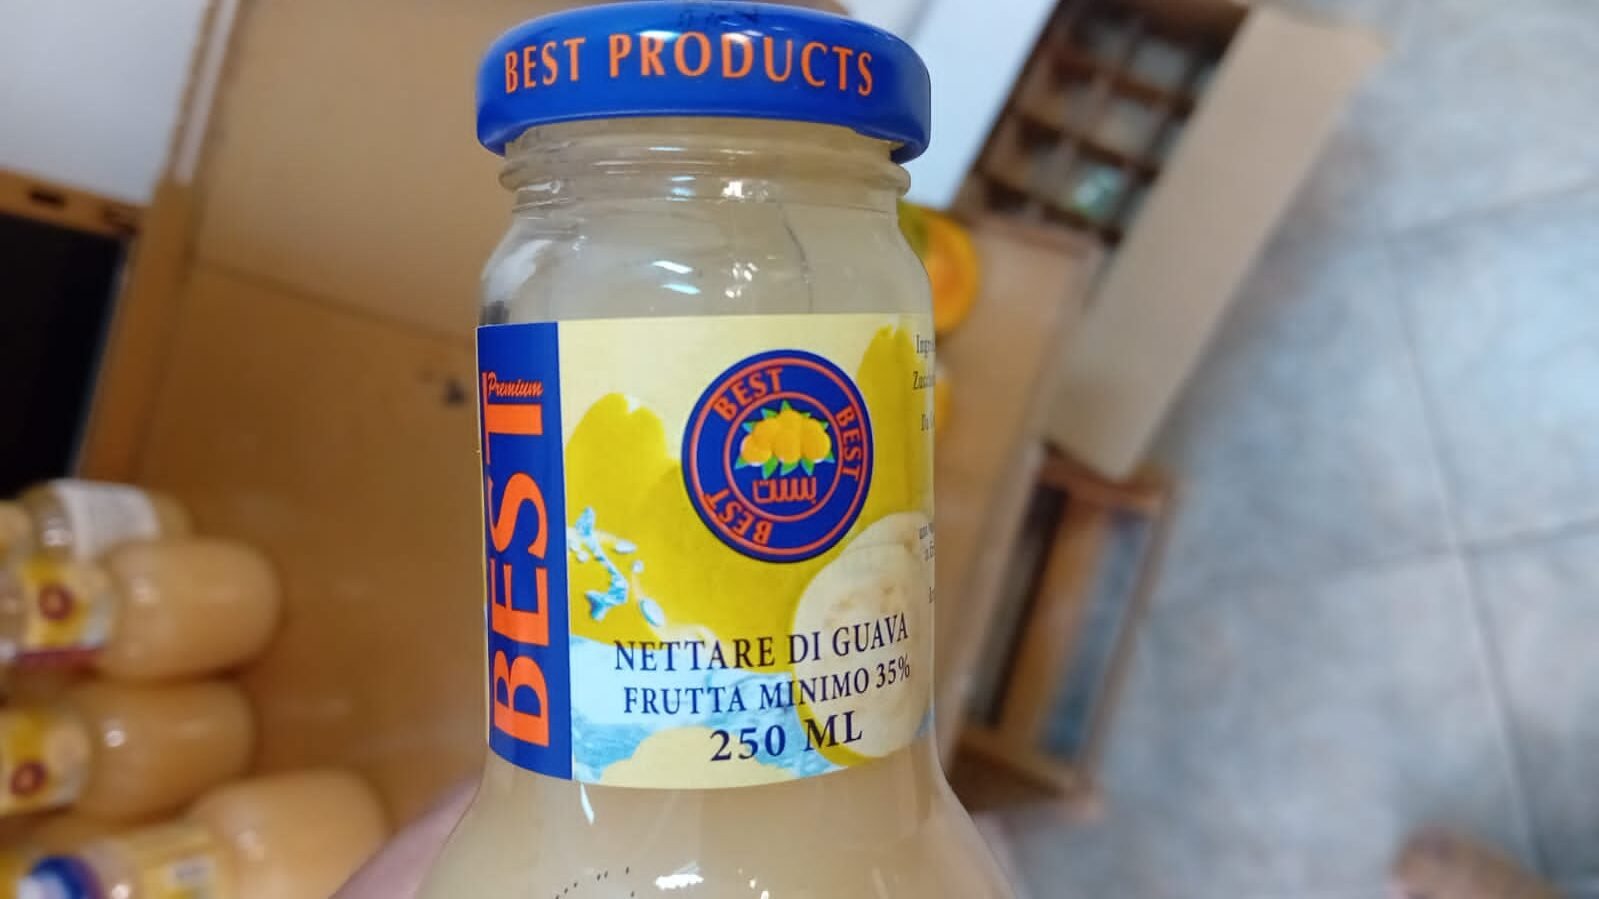 BEST PRODUCTS
Premium
BEST
BEST
BEST
BEST
بست
NETTARE DI GUAVA
FRUTTA MINIMO 35%
250 ML